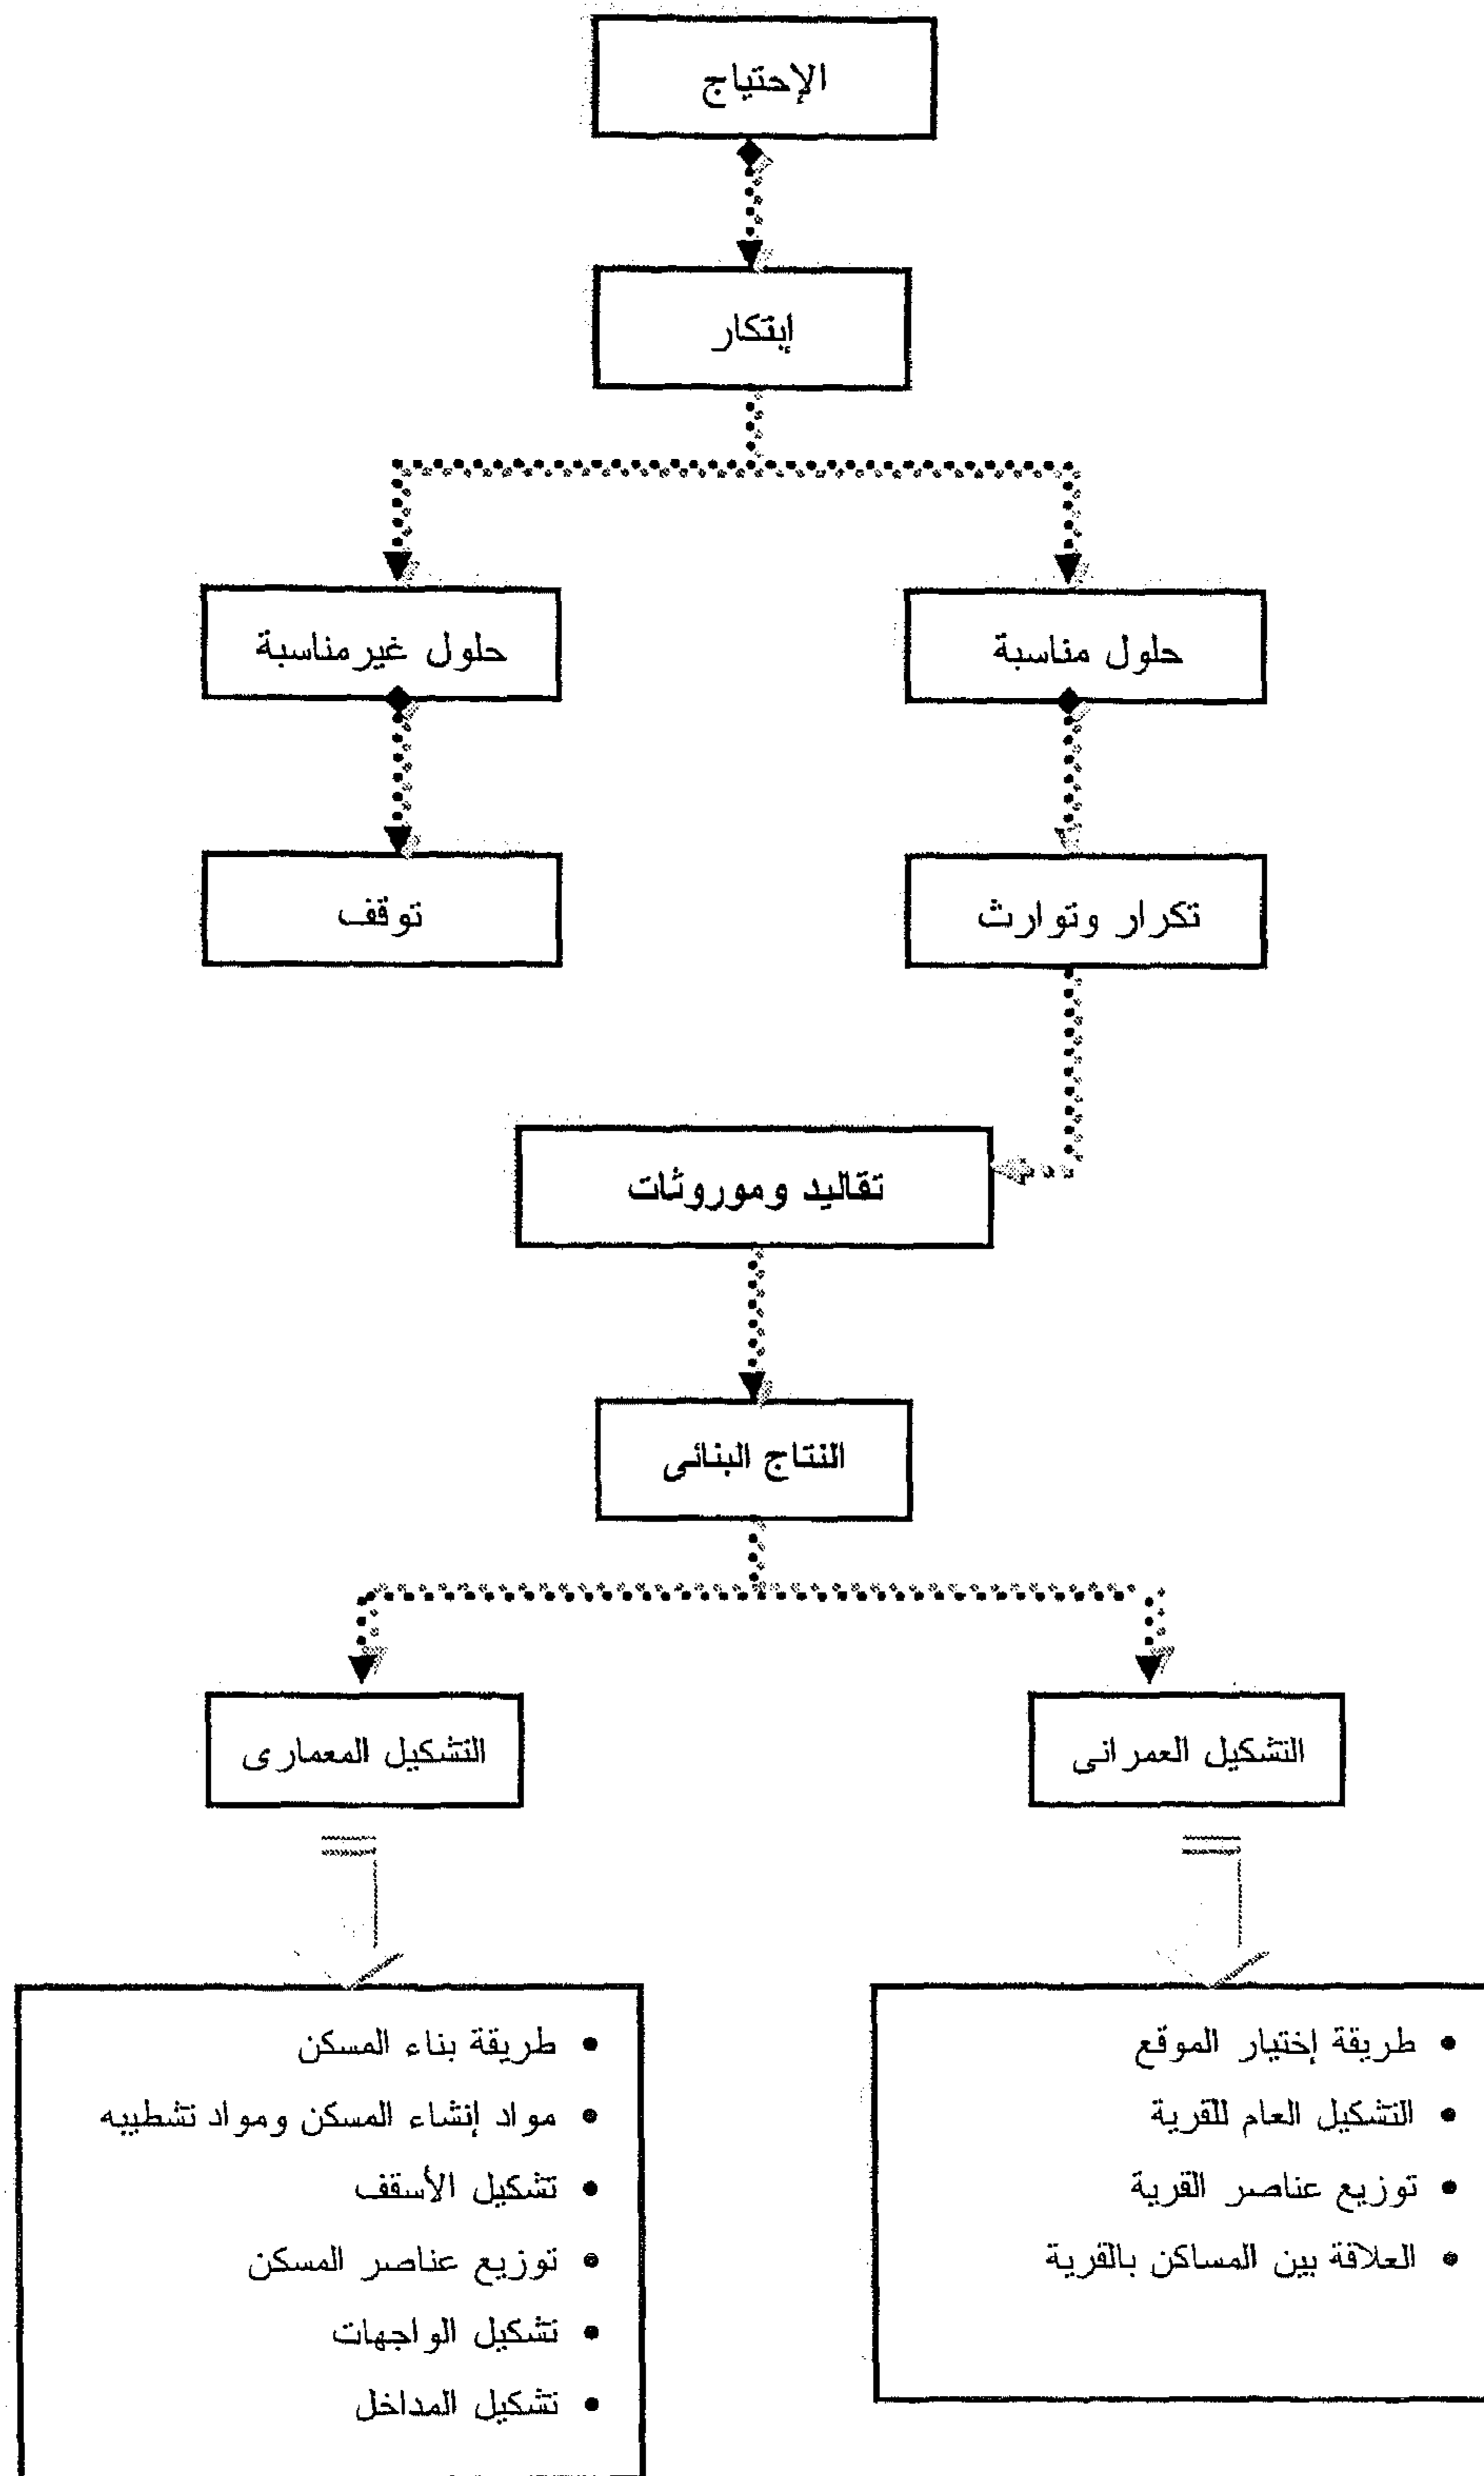 الإحتياج
إبتكار
حلول مناسبة
حلول غير مناسبة
تكرار وتوارث
توقف
تقاليد وموروثات
النتاج البنائى
التشكيل العمرانى
التشكيل المعمارى
• طريقة إختيار الموقع
• التشكيل العام للقرية
• توزيع عناصر القرية
• العلاقة بين المساكن بالقرية
• طريقة بناء المسكن
• مواد إنشاء المسكن ومواد تشطيبه
• تشكيل الأسقف
• توزيع عناصر المسكن
• تشكيل الواجهات
• تشكيل المداخل